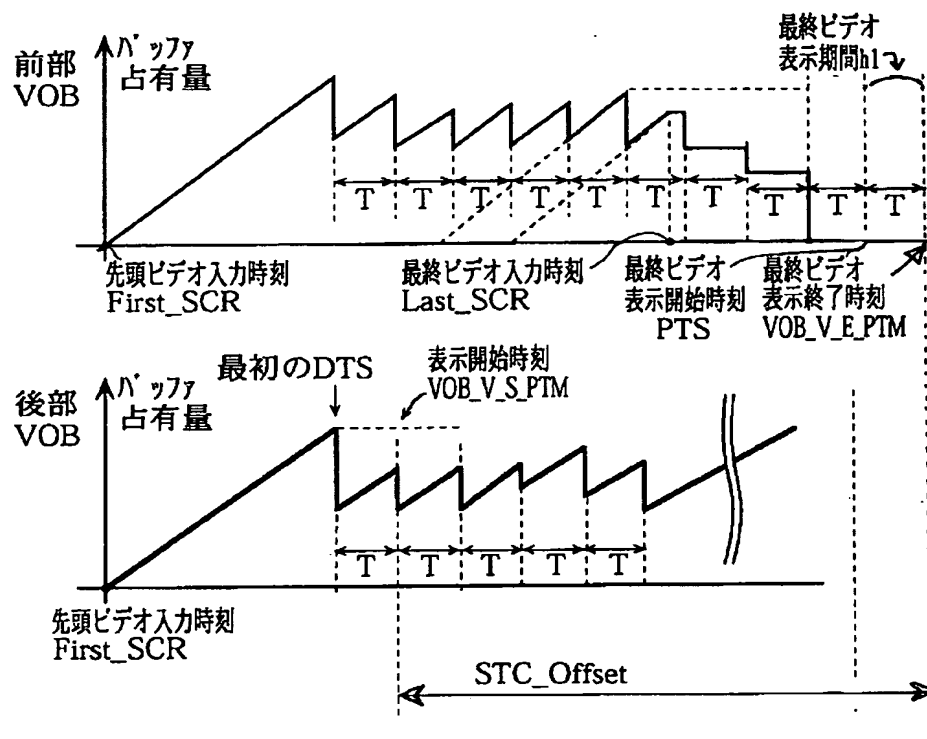 最終ビデオ
表示期間h1
前部
VOB
バッファ
占有量
T T T T T T T T T T
先頭ビデオ入力時刻
First_SCR
最終ビデオ入力時刻
Last_SCR
最終ビデオ
表示開始時刻
PTS
最終ビデオ
表示終了時刻
VOB_V_E_PTM
後部
VOB
バッファ
占有量
最初のDTS
表示開始時刻
VOB_V_S_PTM
T T T T T
先頭ビデオ入力時刻
First_SCR
STC_Offset